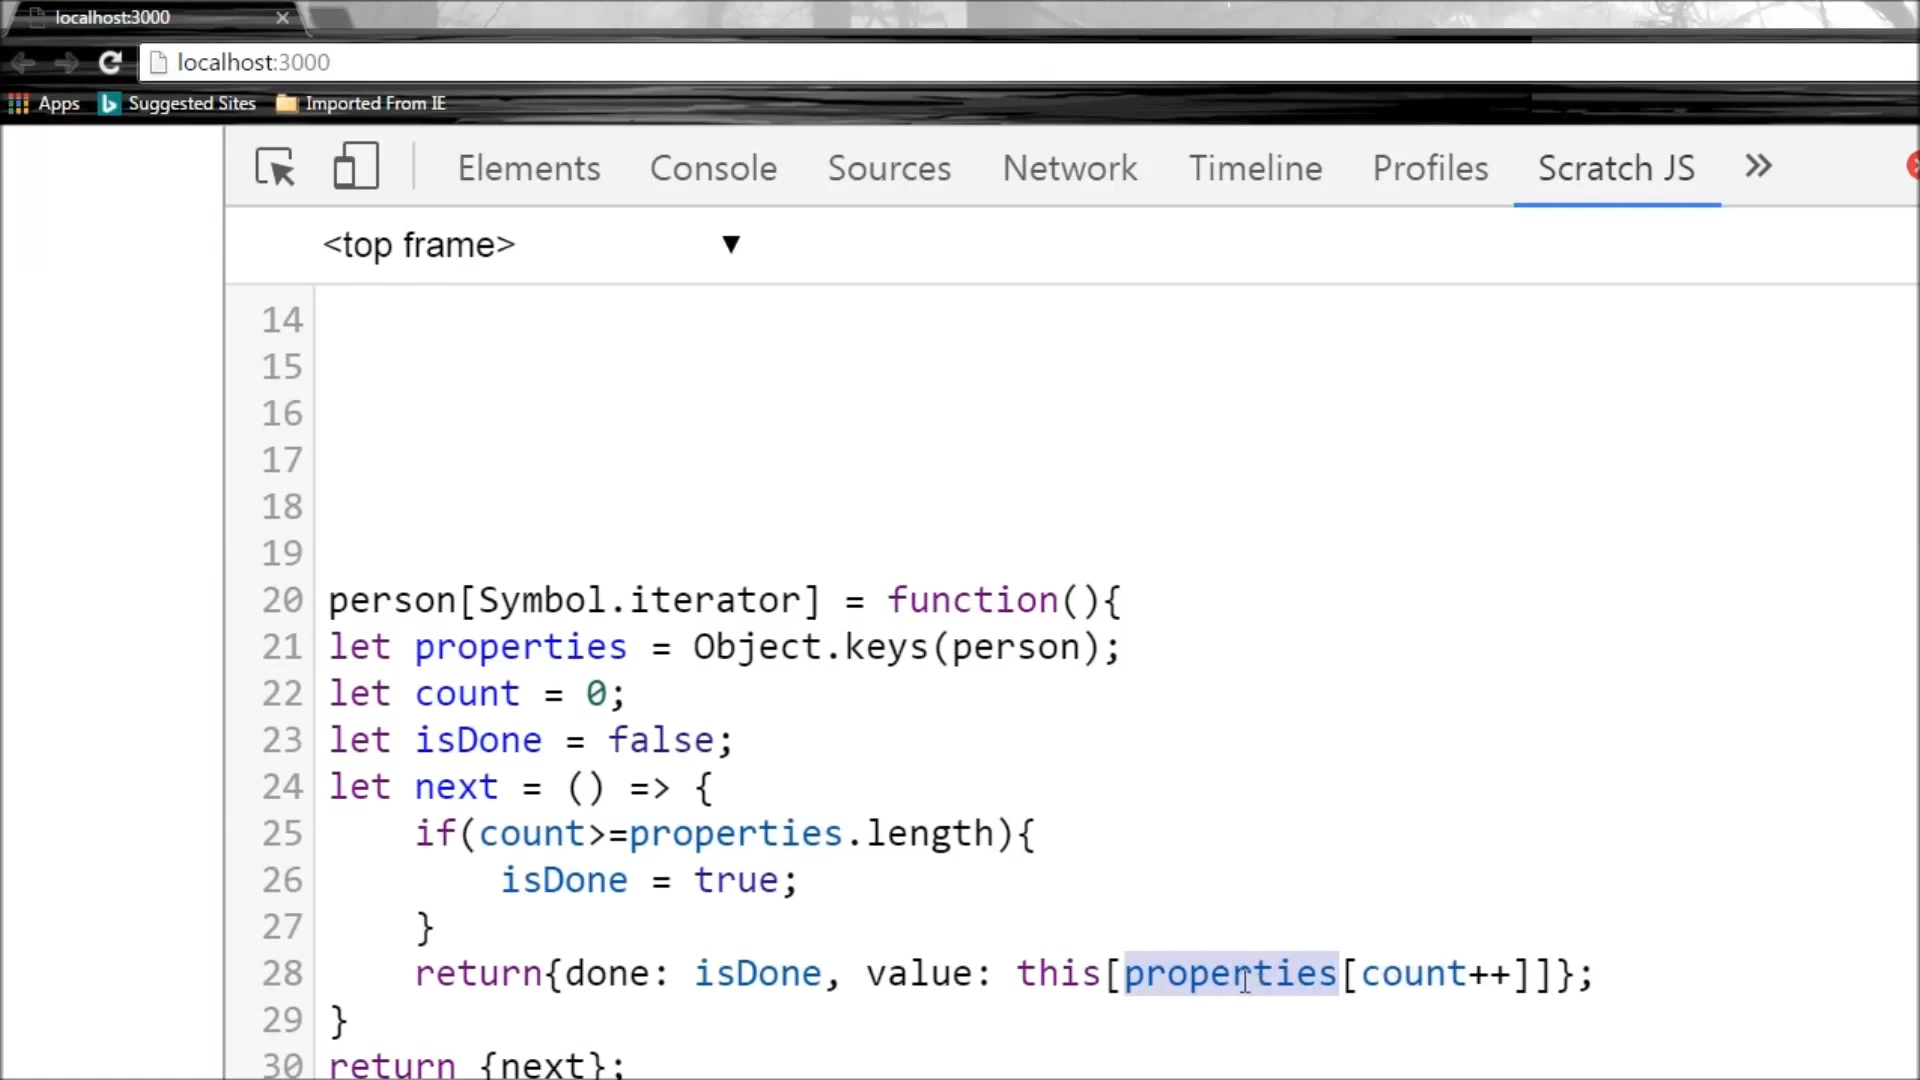 localhost:3000
localhost:3000
Apps Suggested Sites Imported From IE
Elements Console Sources Network Timeline Profiles Scratch JS »
<top frame> ▼
14
15
16
17
18
19
20 person[Symbol.iterator] = function(){
21 let properties = Object.keys(person);
22 let count = 0;
23 let isDone = false;
24 let next = () => {
25     if(count>=properties.length){
26         isDone = true;
27     }
28     return{done: isDone, value: this[properties[count++]]};
29 }
30 return {next};